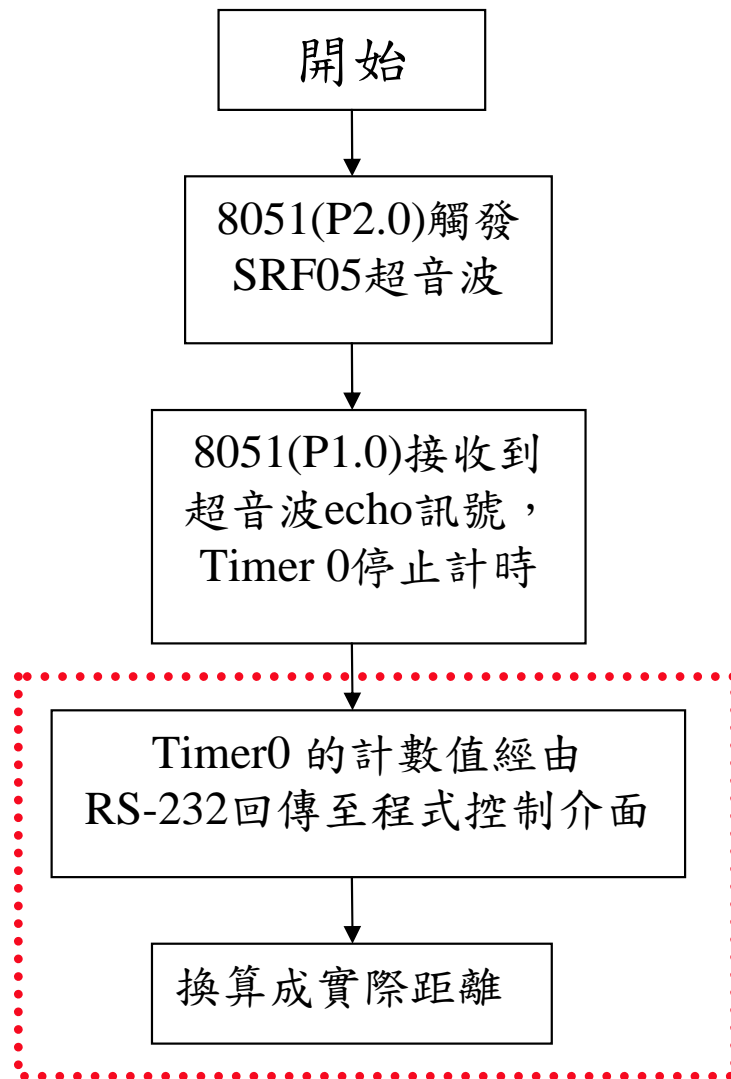 開始
8051(P2.0)觸發
SRF05超音波
8051(P1.0)接收到
超音波echo訊號，
Timer 0停止計時
Timer0 的計數值經由
RS-232回傳至程式控制介面
換算成實際距離